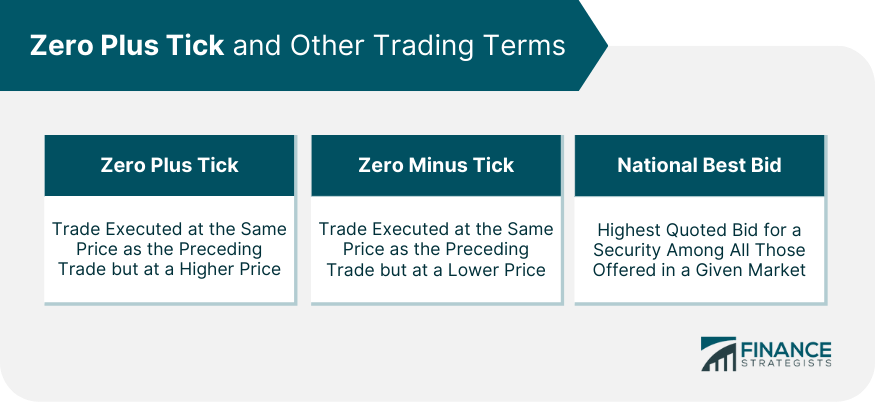 Zero Plus Tick and Other Trading Terms
Zero Plus Tick
Trade Executed at the Same
Price as the Preceding
Trade but at a Higher Price
Zero Minus Tick
Trade Executed at the Same
Price as the Preceding
Trade but at a Lower Price
National Best Bid
Highest Quoted Bid for a
Security Among All Those
Offered in a Given Market
FINANCE
STRATEGISTS